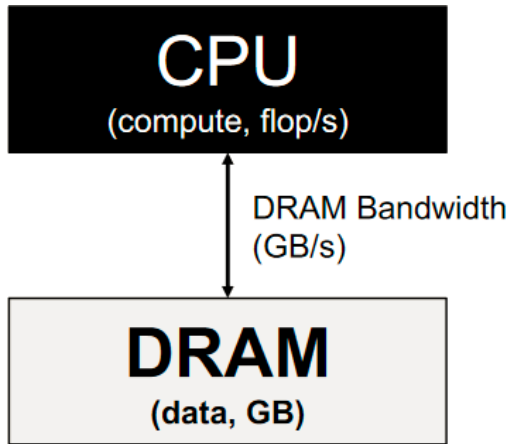 CPU
(compute, flop/s)
DRAM Bandwidth
(GB/s)
DRAM
(data, GB)